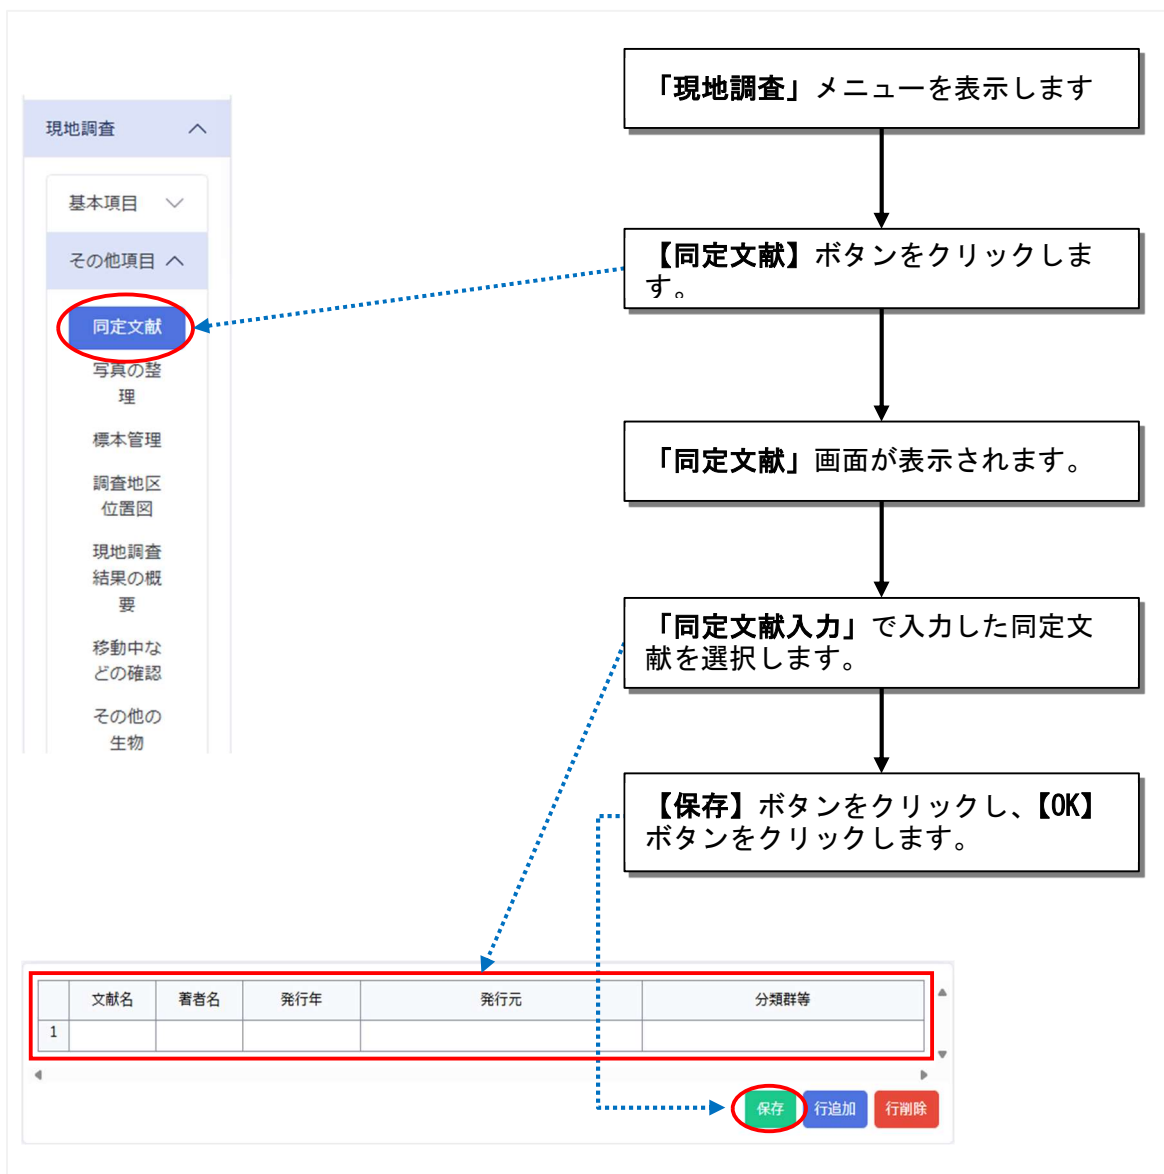 現地調査
基本項目
その他項目
同定文献
写真の整
理
標本管理
調査地区
位置図
現地調査
結果の概
要
移動中な
どの確認
その他の
生物
「現地調査」メニューを表示します
【同定文献】ボタンをクリックしま
す。
「同定文献」画面が表示されます。
「同定文献入力」で入力した同定文
献を選択します。
【保存】ボタンをクリックし、【OK】
ボタンをクリックします。
文献名 著者名 発行年 発行元 分類群等
1
保存 行追加 行削除